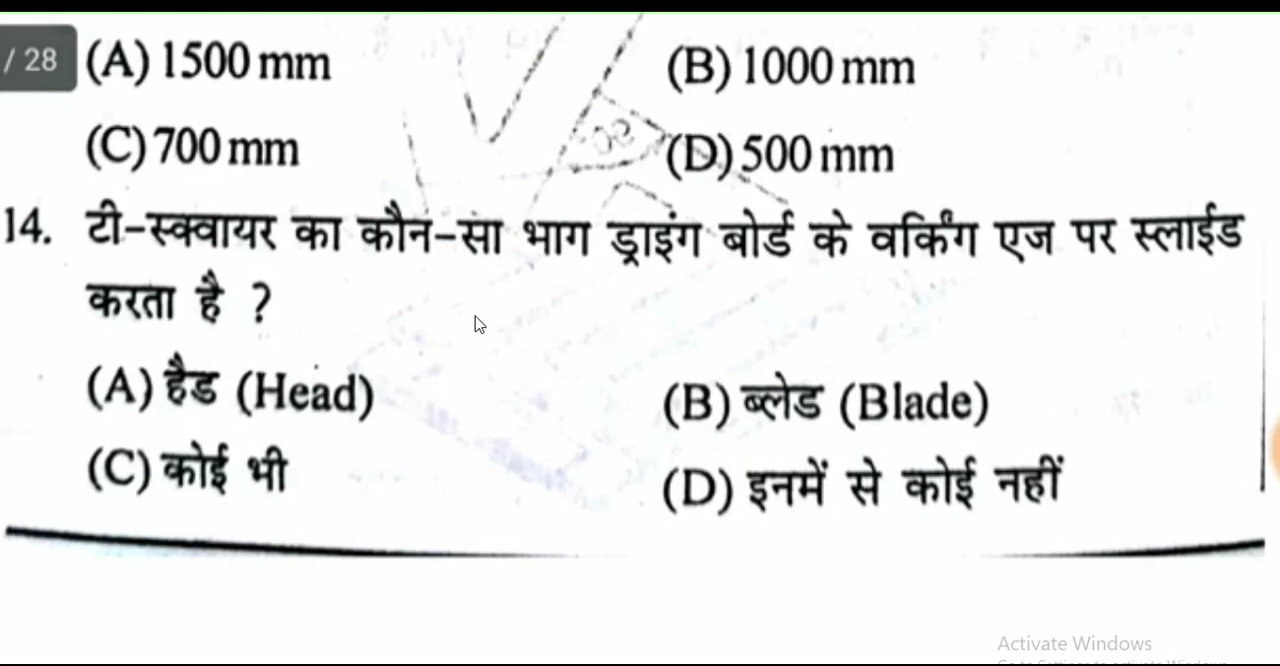 / 28
(A) 1500 mm (B) 1000 mm
(C) 700 mm (D) 500 mm
14. टी-स्क्वायर का कौन-सा भाग ड्राइंग बोर्ड के वर्किंग एज पर स्लाईड
करता है ?
(A) हैड (Head) (B) ब्लेड (Blade)
(C) कोई भी (D) इनमें से कोई नहीं
Activate Windows